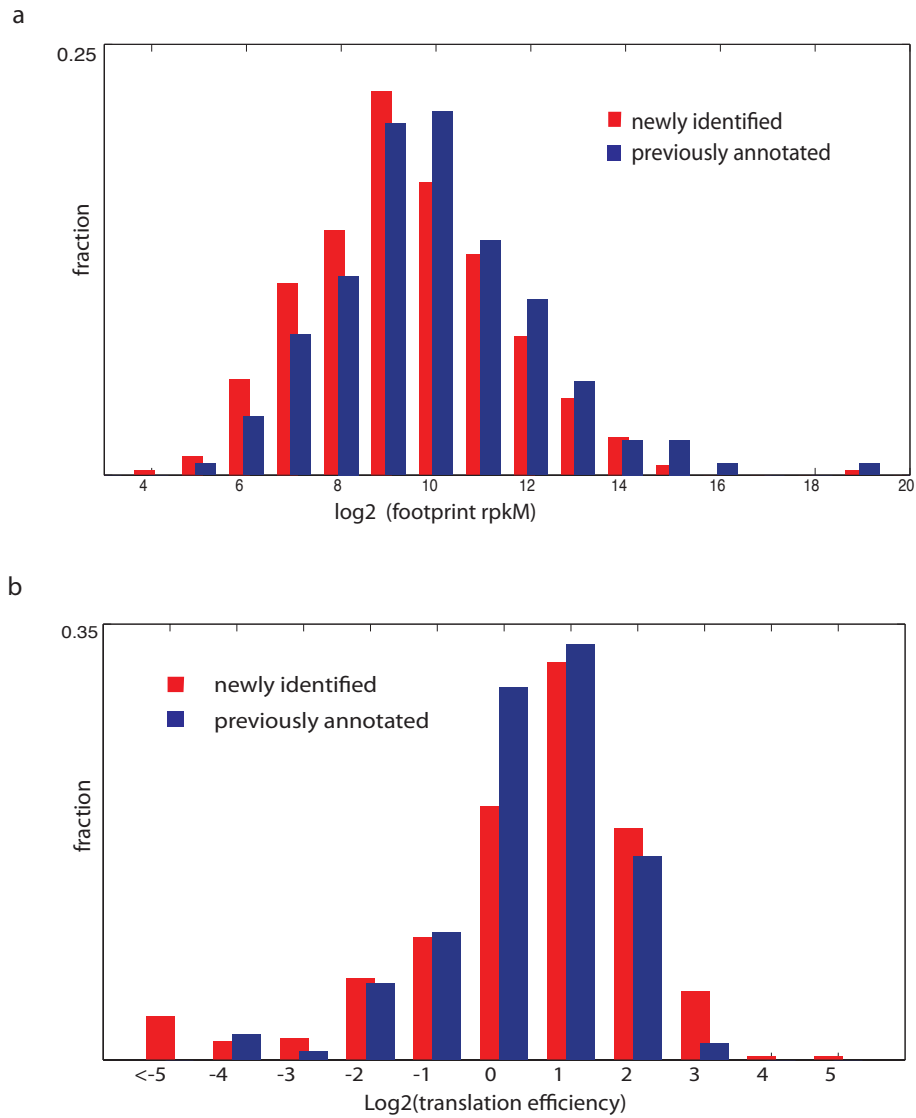 a
0.25
newly identified
previously annotated
fraction
4 6 8 10 12 14 16 18 20
log2 (footprint rpkM)
b
0.35
newly identified
previously annotated
fraction
<-5 -4 -3 -2 -1 0 1 2 3 4 5
Log2(translation efficiency)